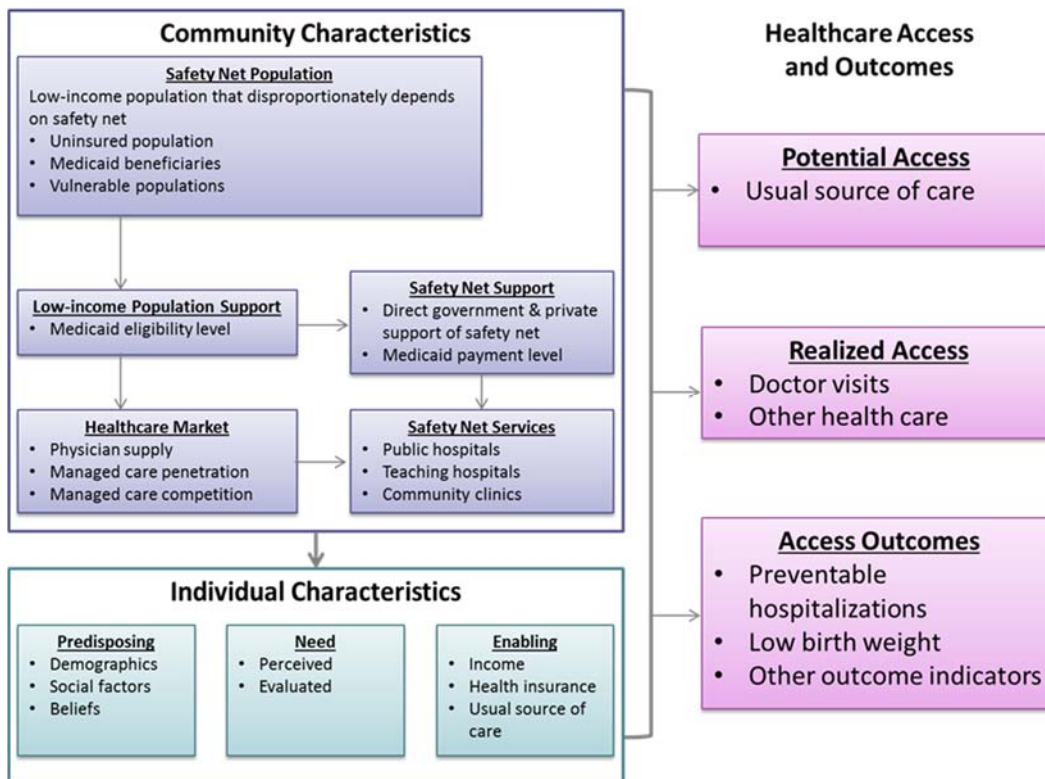 Community Characteristics
Safety Net Population
Low-income population that disproportionately depends
on safety net
• Uninsured population
• Medicaid beneficiaries
• Vulnerable populations
Low-income Population Support
• Medicaid eligibility level
Safety Net Support
• Direct government & private
support of safety net
• Medicaid payment level
Healthcare Market
• Physician supply
• Managed care penetration
• Managed care competition
Safety Net Services
• Public hospitals
• Teaching hospitals
• Community clinics
Individual Characteristics
Predisposing
• Demographics
• Social factors
• Beliefs
Need
• Perceived
• Evaluated
Enabling
• Income
• Health insurance
• Usual source of
care
Healthcare Access
and Outcomes
Potential Access
• Usual source of care
Realized Access
• Doctor visits
• Other health care
Access Outcomes
• Preventable
hospitalizations
• Low birth weight
• Other outcome indicators